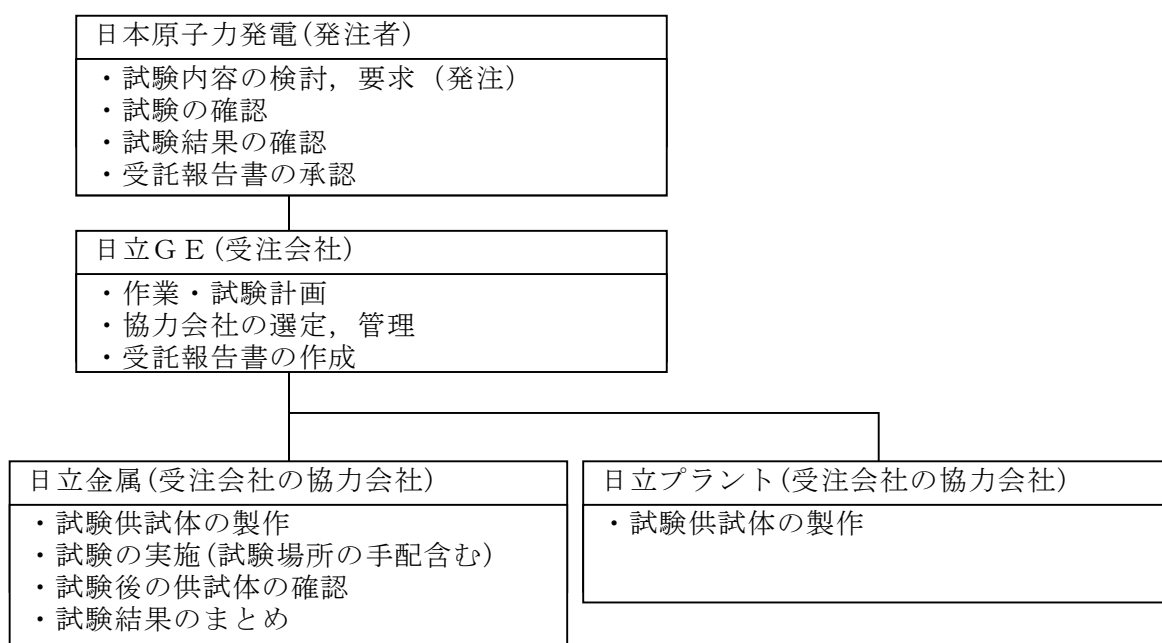 日本原子力発電(発注者)
・試験内容の検討，要求（発注）
・試験の確認
・試験結果の確認
・受託報告書の承認
日立ＧＥ(受注会社)
・作業・試験計画
・協力会社の選定，管理
・受託報告書の作成
日立金属(受注会社の協力会社)
・試験供試体の製作
・試験の実施(試験場所の手配含む)
・試験後の供試体の確認
・試験結果のまとめ
日立プラント(受注会社の協力会社)
・試験供試体の製作